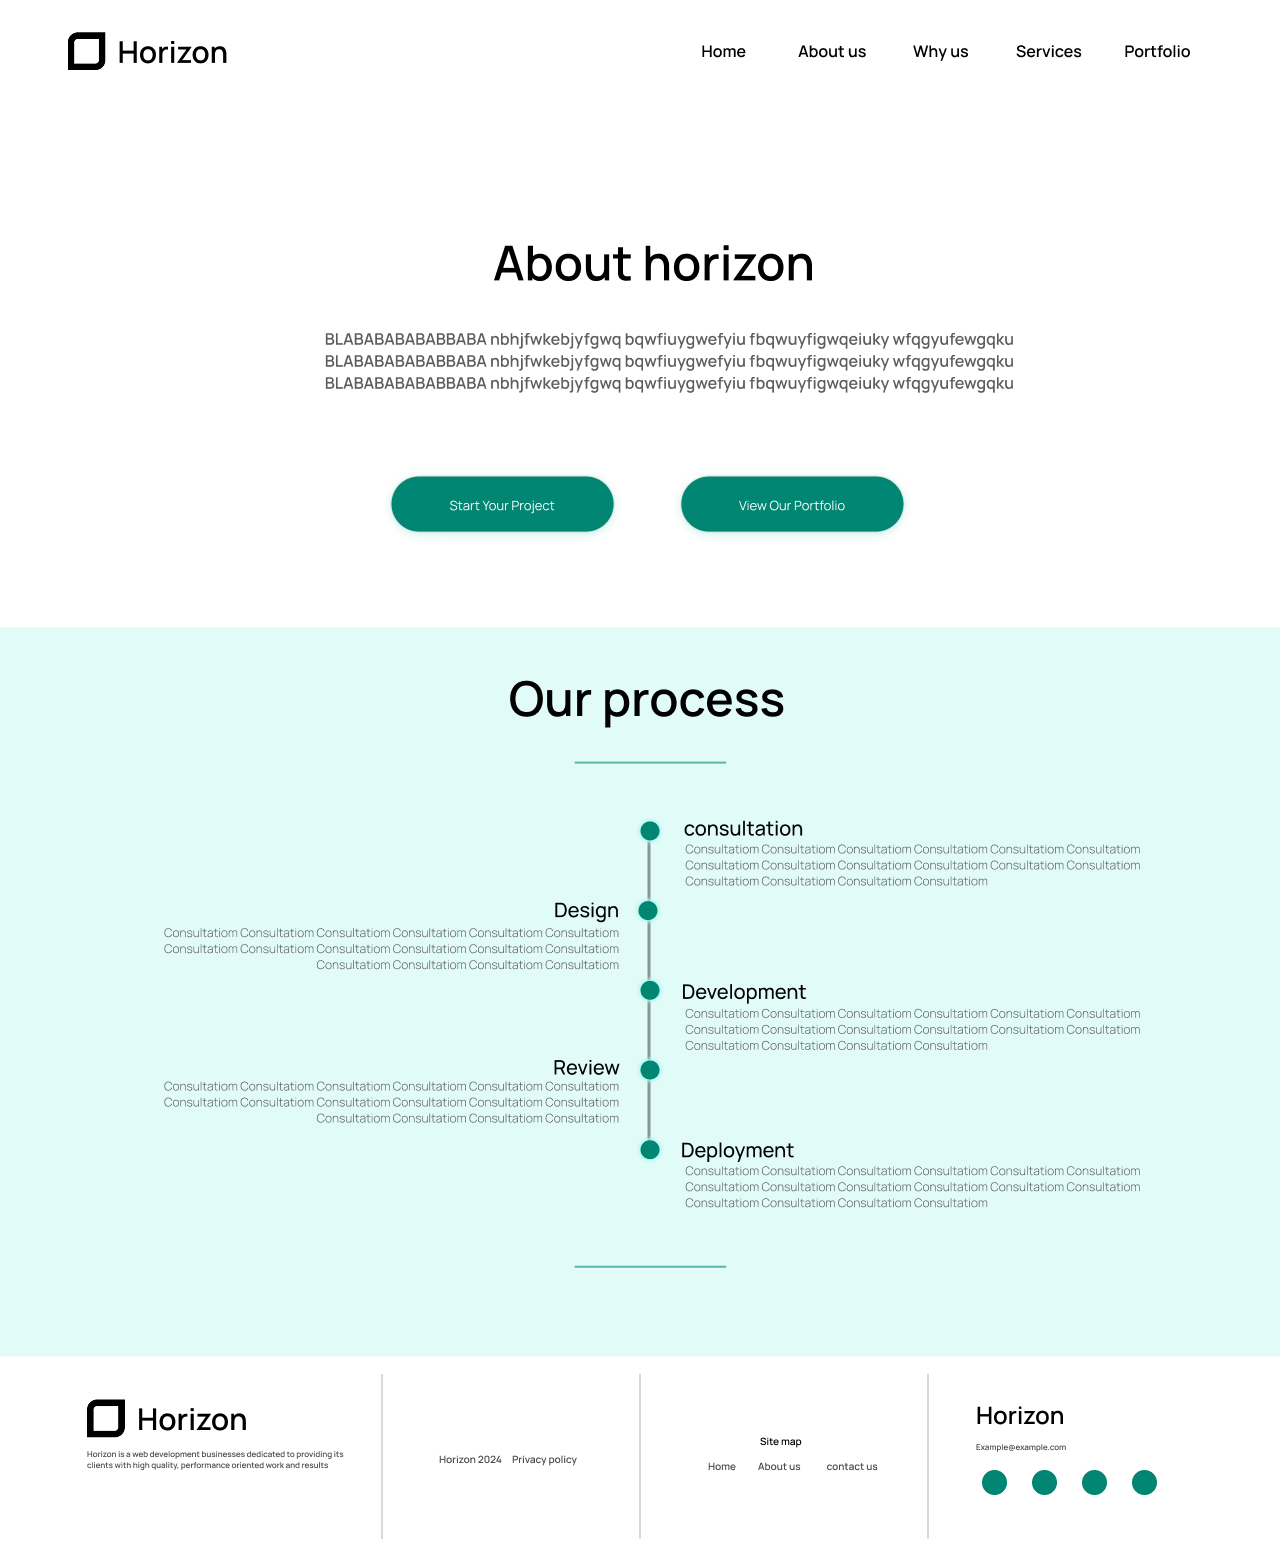 Horizon
Home About us Why us Services Portfolio
About horizon
BLABABABABABBABA nbhjfwkebjyfgwq bqwfiuygwefyiu fbqwuyfigwqeiuky wfqgyufewgqku
BLABABABABABBABA nbhjfwkebjyfgwq bqwfiuygwefyiu fbqwuyfigwqeiuky wfqgyufewgqku
BLABABABABABBABA nbhjfwkebjyfgwq bqwfiuygwefyiu fbqwuyfigwqeiuky wfqgyufewgqku
Start Your Project
View Our Portfolio
Our process
consultation
Consultatiom Consultatiom Consultatiom Consultatiom Consultatiom Consultatiom
Consultatiom Consultatiom Consultatiom Consultatiom Consultatiom Consultatiom
Consultatiom Consultatiom Consultatiom Consultatiom
Design
Consultatiom Consultatiom Consultatiom Consultatiom Consultatiom Consultatiom
Consultatiom Consultatiom Consultatiom Consultatiom Consultatiom Consultatiom
Consultatiom Consultatiom Consultatiom Consultatiom
Development
Consultatiom Consultatiom Consultatiom Consultatiom Consultatiom Consultatiom
Consultatiom Consultatiom Consultatiom Consultatiom Consultatiom Consultatiom
Consultatiom Consultatiom Consultatiom Consultatiom
Review
Consultatiom Consultatiom Consultatiom Consultatiom Consultatiom Consultatiom
Consultatiom Consultatiom Consultatiom Consultatiom Consultatiom Consultatiom
Consultatiom Consultatiom Consultatiom Consultatiom
Deployment
Consultatiom Consultatiom Consultatiom Consultatiom Consultatiom Consultatiom
Consultatiom Consultatiom Consultatiom Consultatiom Consultatiom Consultatiom
Consultatiom Consultatiom Consultatiom Consultatiom
Horizon
Horizon is a web development businesses dedicated to providing its
clients with high quality, performance oriented work and results
Horizon 2024 Privacy policy
Site map
Home About us contact us
Horizon
Example@example.com